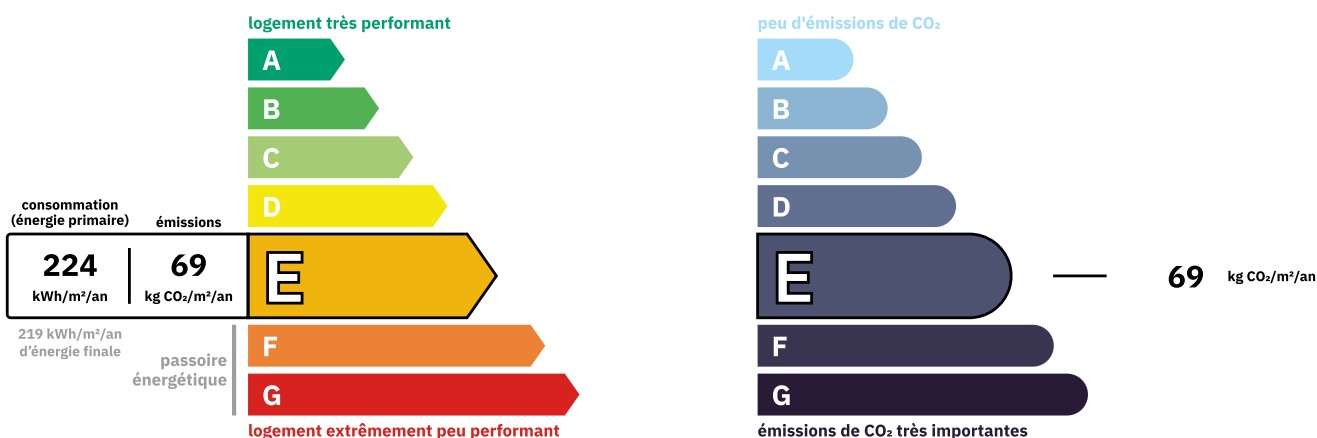 logement très performant
A
B
C
D
consommation
(énergie primaire)
émissions
224
kWh/m²/an
69
kg CO₂/m²/an
E
219 kWh/m²/an
d'énergie finale
passoire
énergétique
F
G
logement extrêmement peu performant
peu d'émissions de CO₂
A
B
C
D
E
69 kg CO₂/m²/an
F
G
émissions de CO₂ très importantes